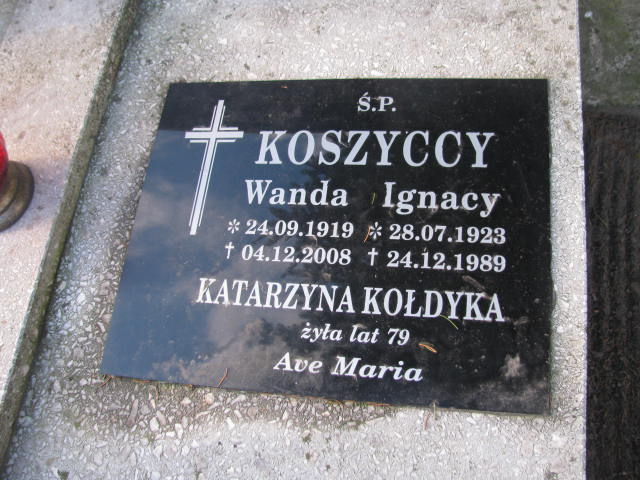 Ś.P.
KOSZYCCY
Wanda Ignacy
* 24.09.1919 * 28.07.1923
† 04.12.2008 † 24.12.1989
KATARZYNA KOŁDYKA
żyła lat 79
Ave Maria